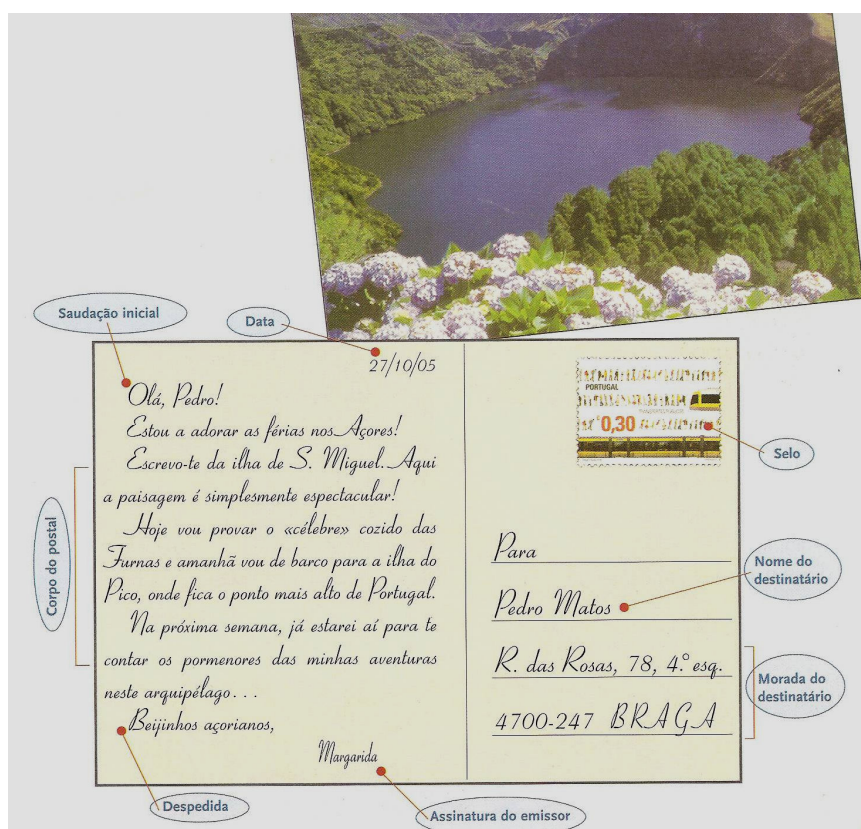 Saudação inicial
Data
27/10/05
Olá, Pedro!
Estou a adorar as férias nos Açores!
Escrevo-te da ilha de S. Miguel. Aqui
a paisagem é simplesmente espectacular!
Hoje vou provar o «célebre» cozido das
Furnas e amanhã vou de barco para a ilha do
Pico, onde fica o ponto mais alto de Portugal.
Na próxima semana, já estarei aí para te
contar os pormenores das minhas aventuras
neste arquipélago...
Beijinhos açorianos,
Margarida
Corpo do postal
Despedida
Assinatura do emissor
PORTUGAL
0,30
Selo
Para
Pedro Matos
R. das Rosas, 78, 4.º esq.
4700-247 BRAGA
Nome do
destinatário
Morada do
destinatário